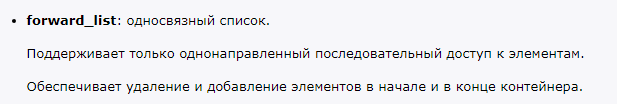 • forward_list: односвязный список.
Поддерживает только однонаправленный последовательный доступ к элементам.
Обеспечивает удаление и добавление элементов в начале и в конце контейнера.